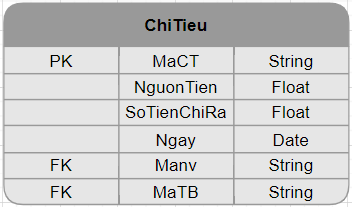 ChiTieu
PK MaCT String
NguonTien Float
SoTienChiRa Float
Ngay Date
FK Manv String
FK MaTB String